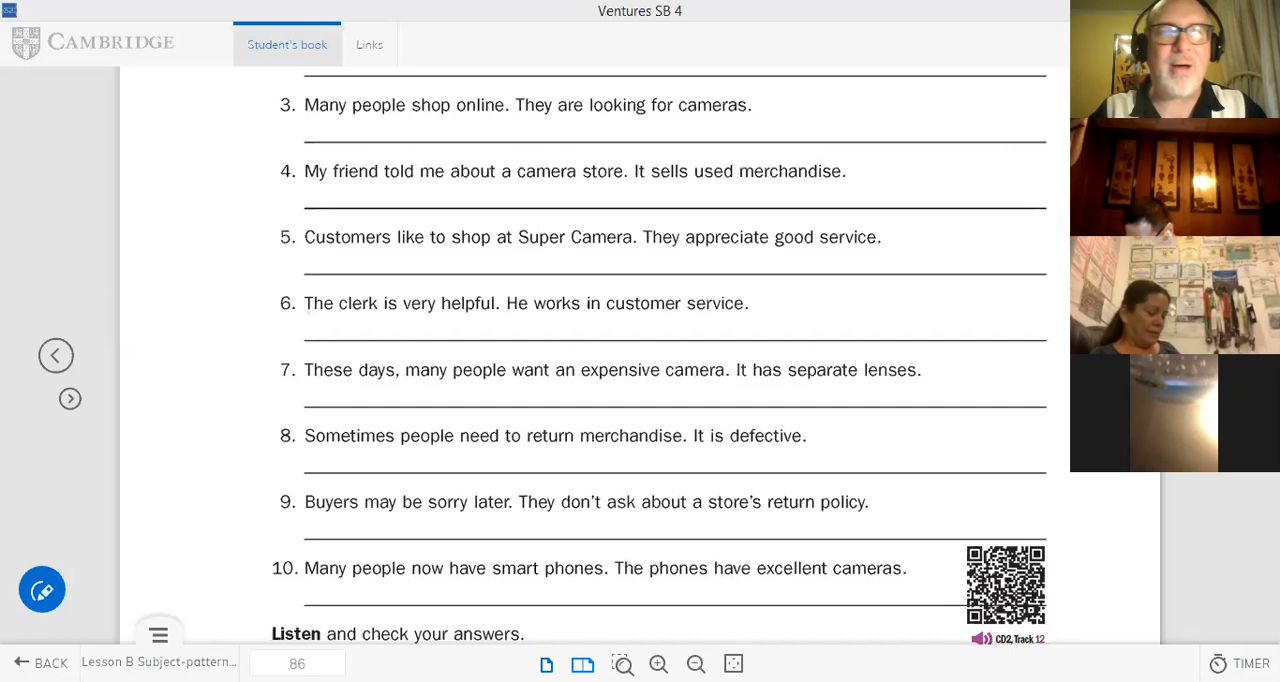 Ventures SB 4
CAMBRIDGE
Student's book
Links
3. Many people shop online. They are looking for cameras.
4. My friend told me about a camera store. It sells used merchandise.
5. Customers like to shop at Super Camera. They appreciate good service.
6. The clerk is very helpful. He works in customer service.
7. These days, many people want an expensive camera. It has separate lenses.
8. Sometimes people need to return merchandise. It is defective.
9. Buyers may be sorry later. They don't ask about a store's return policy.
10. Many people now have smart phones. The phones have excellent cameras.
Listen and check your answers.
CD2, Track 12
BACK
Lesson B Subject-pattern...
86
TIMER